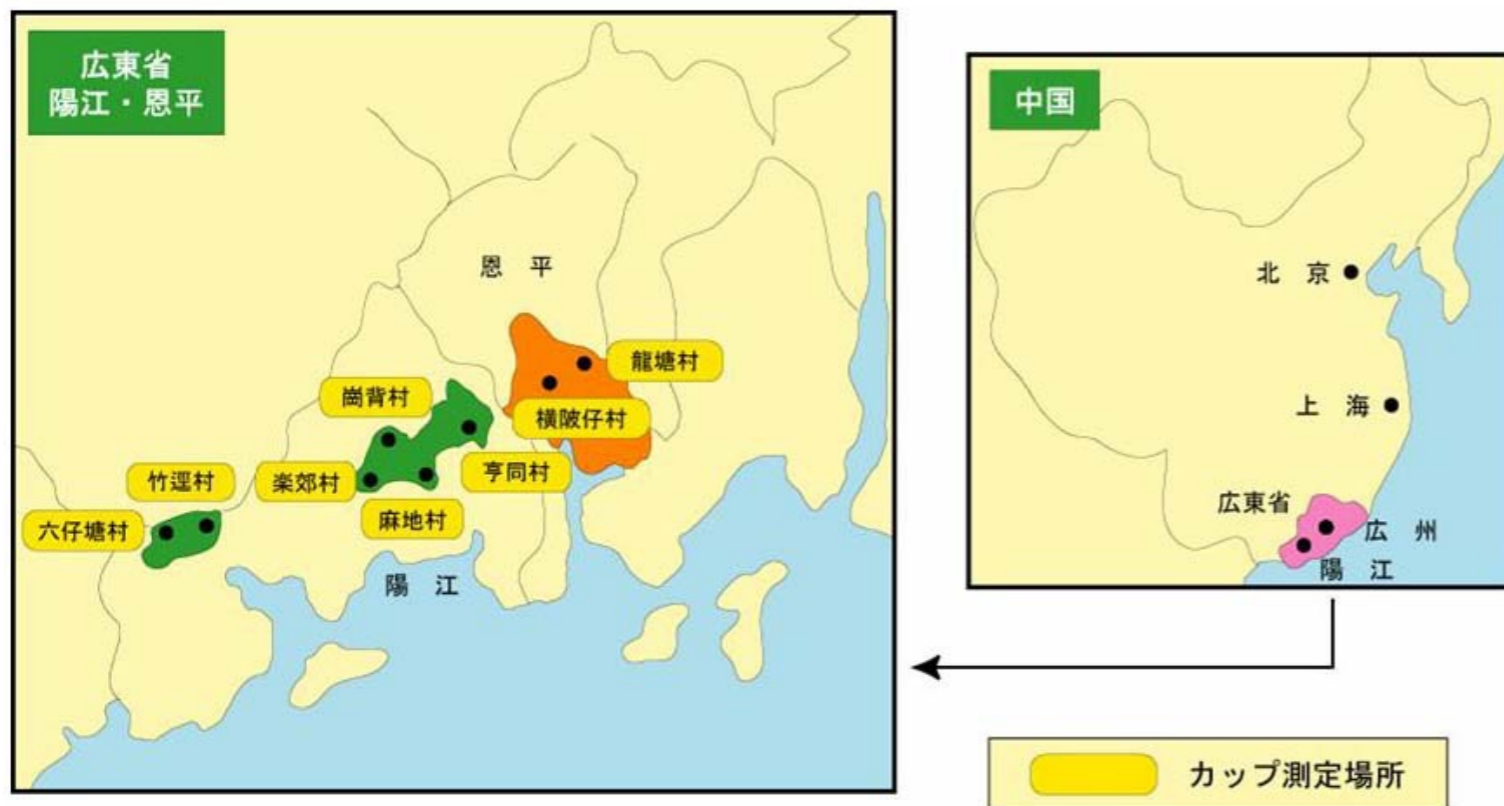 広東省
陽江・恩平
恩 平
龍塘村
崗背村
横陂仔村
竹逕村
楽郊村
亨同村
六仔塘村
麻地村
陽 江
中国
北 京
上 海
広東省
広 州
陽 江
カップ測定場所